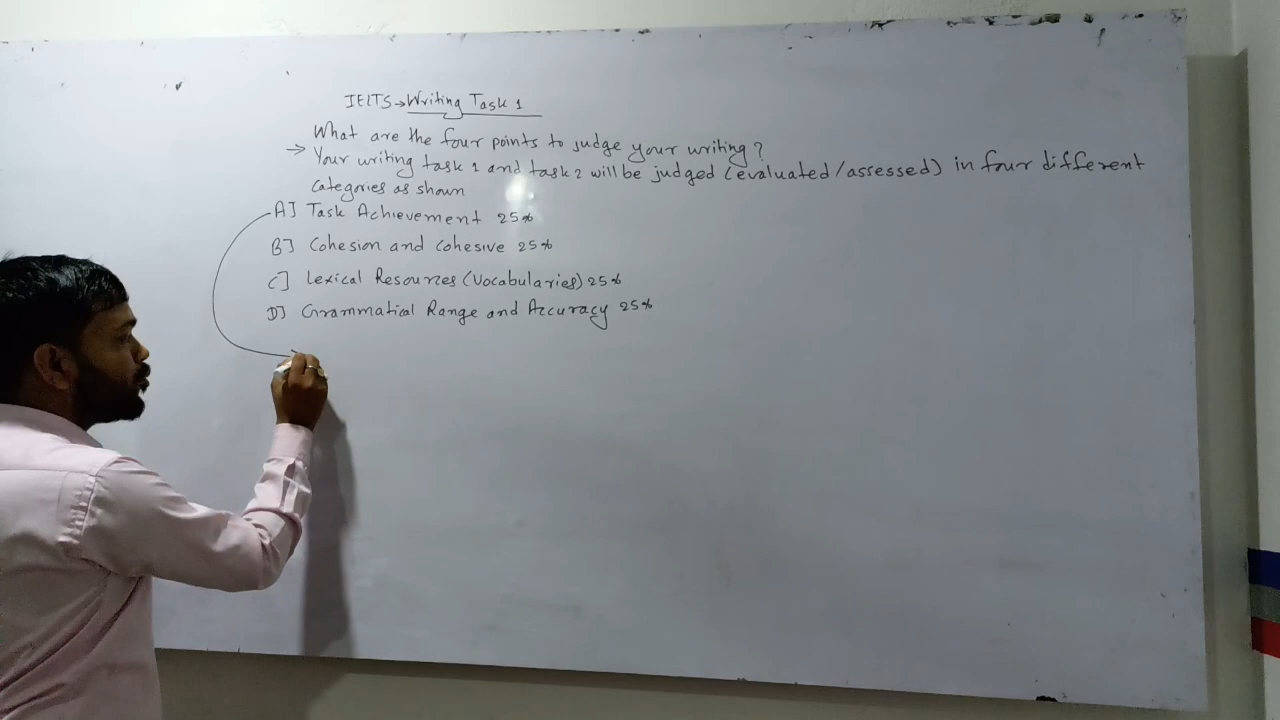 IELTS→Writing Task 1
What are the four points to judge your writing?
→ Your writing task 1 and task 2 will be judged (evaluated/assessed) in four different
categories as shown
A] Task Achievement 25%
B] Cohesion and Cohesive 25%
C] Lexical Resources (Vocabularies) 25%
D] Grammatical Range and Accuracy 25%